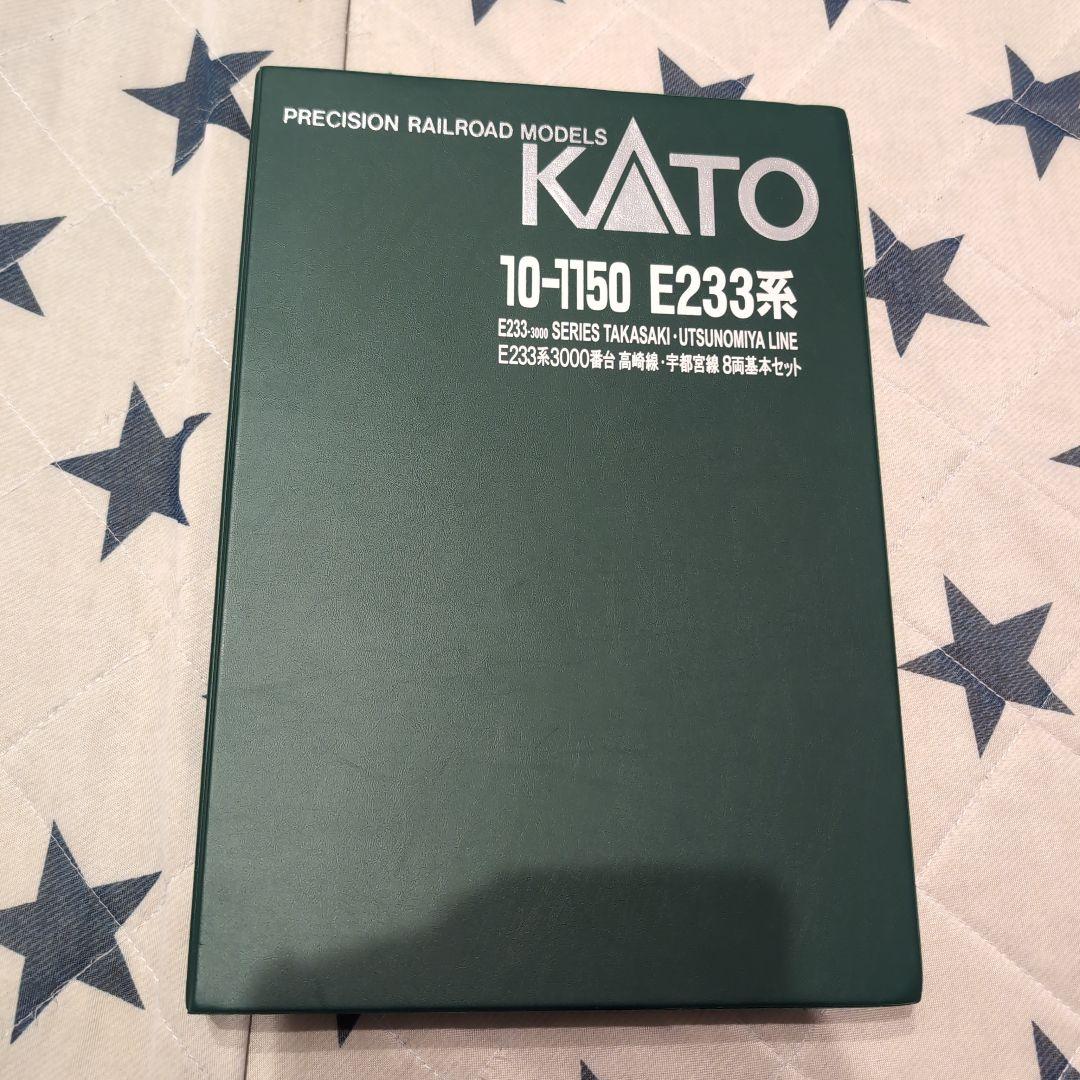 PRECISION RAILROAD MODELS
KATO
10-1150 E233系
E233-3000 SERIES TAKASAKI・UTSUNOMIYA LINE
E233系3000番台 高崎線・宇都宮線 8両基本セット